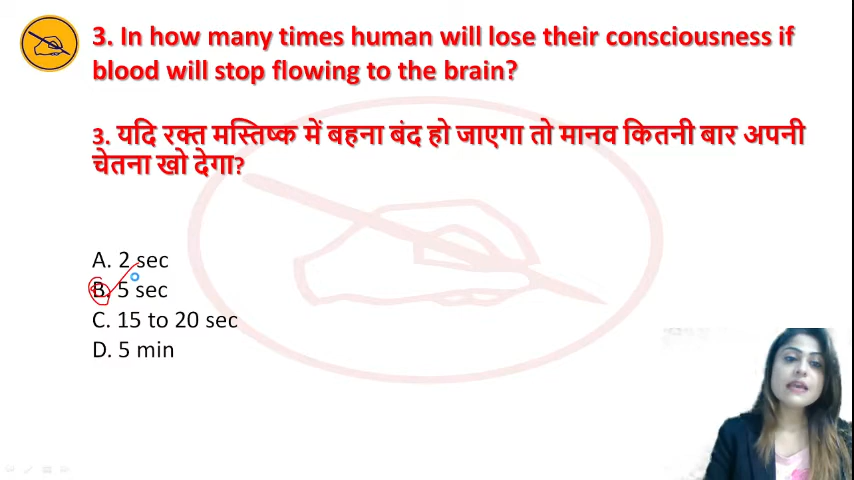 3. In how many times human will lose their consciousness if
blood will stop flowing to the brain?
3. यदि रक्त मस्तिष्क में बहना बंद हो जाएगा तो मानव कितनी बार अपनी
चेतना खो देगा?
A. 2 sec
B. 5 sec
C. 15 to 20 sec
D. 5 min